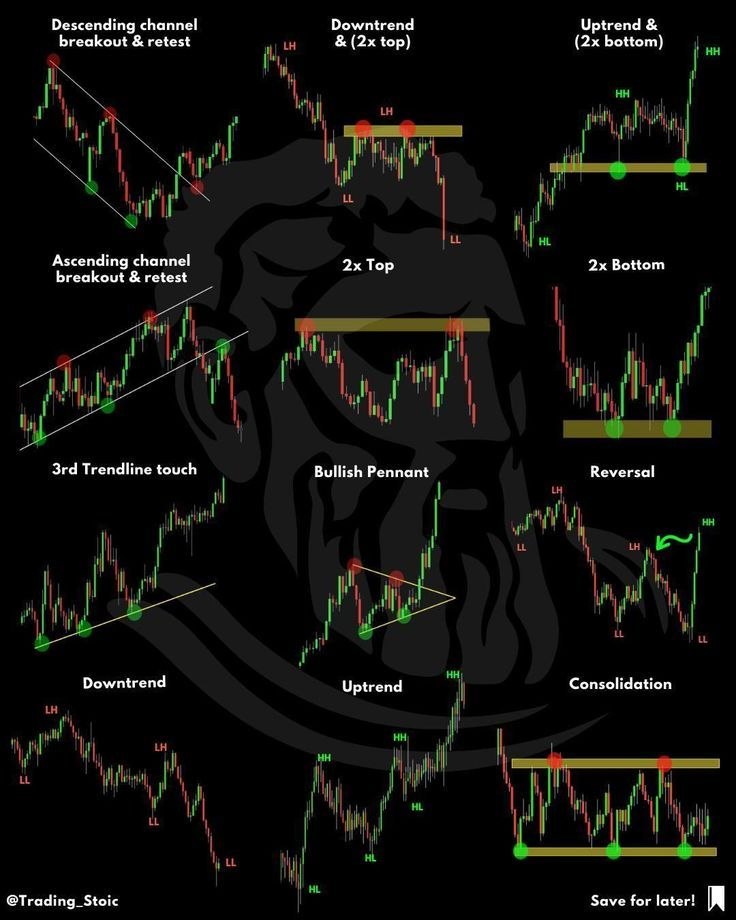 Descending channel
breakout & retest
Downtrend
& (2x top)
Uptrend &
(2x bottom)
LH
LH
LL
LL
HH
HH
HL
HL
Ascending channel
breakout & retest
2x Top
2x Bottom
3rd Trendline touch
Bullish Pennant
Reversal
LH
LL
LH
HH
LL
LL
Downtrend
Uptrend
Consolidation
LH
LH
LL
LL
LL
HH
HH
HH
HL
HL
HL
@Trading_Stoic
Save for later!